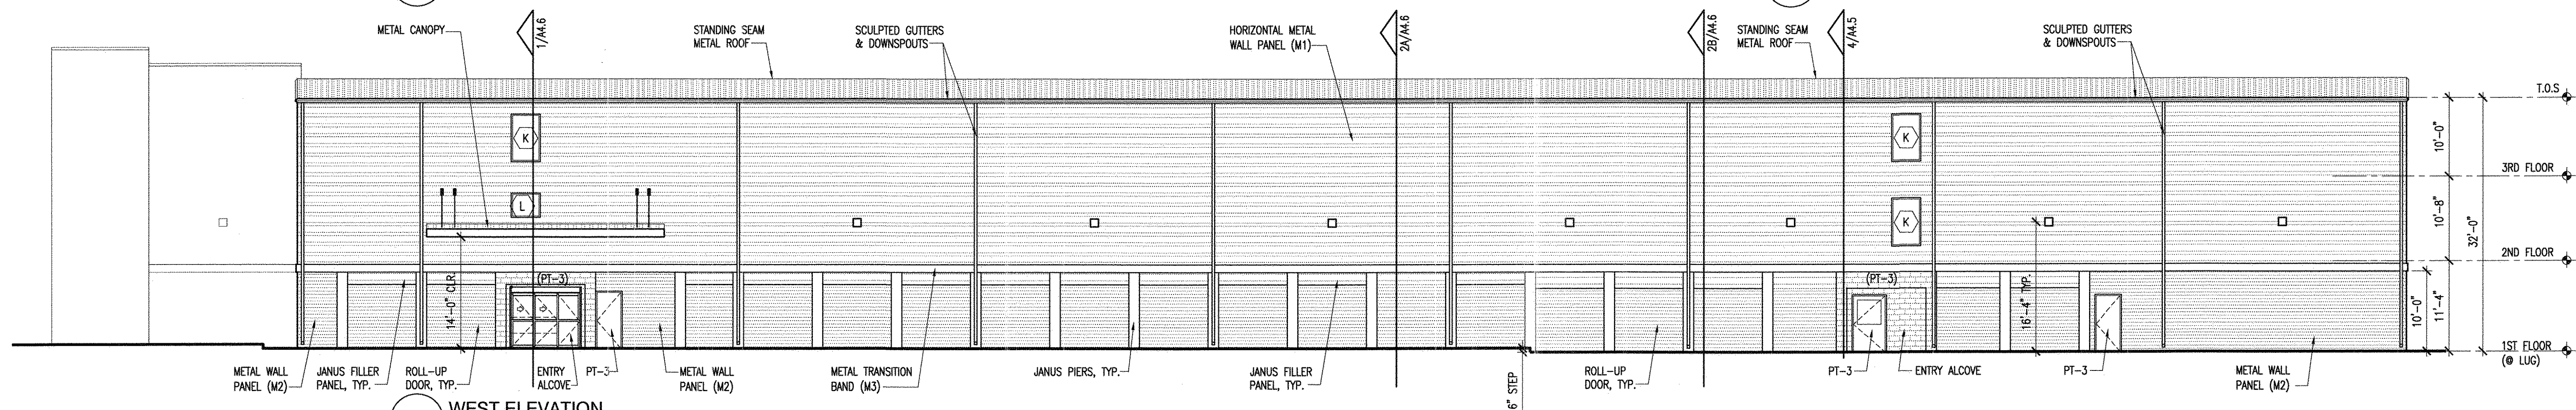 METAL CANOPY
1/A4.6
STANDING SEAM
METAL ROOF
SCULPTED GUTTERS
& DOWNSPOUTS
HORIZONTAL METAL
WALL PANEL (M1)
2A/A4.6
2B/A4.6
STANDING SEAM
METAL ROOF
4/A4.5
SCULPTED GUTTERS
& DOWNSPOUTS
T.O.S
K
K
10'-0"
3RD FLOOR
L
K
10'-8"
32'-0"
2ND FLOOR
14'-0" CLR.
(PT-3)
(PT-3)
16'-4" TYP.
10'-0"
11'-4"
1ST FLOOR
(@ LUG)
METAL WALL
PANEL (M2)
JANUS FILLER
PANEL, TYP.
ROLL-UP
DOOR, TYP.
ENTRY
ALCOVE
PT-3
METAL WALL
PANEL (M2)
METAL TRANSITION
BAND (M3)
JANUS PIERS, TYP.
JANUS FILLER
PANEL, TYP.
6" STEP
ROLL-UP
DOOR, TYP.
PT-3
ENTRY ALCOVE
PT-3
METAL WALL
PANEL (M2)
WEST ELEVATION